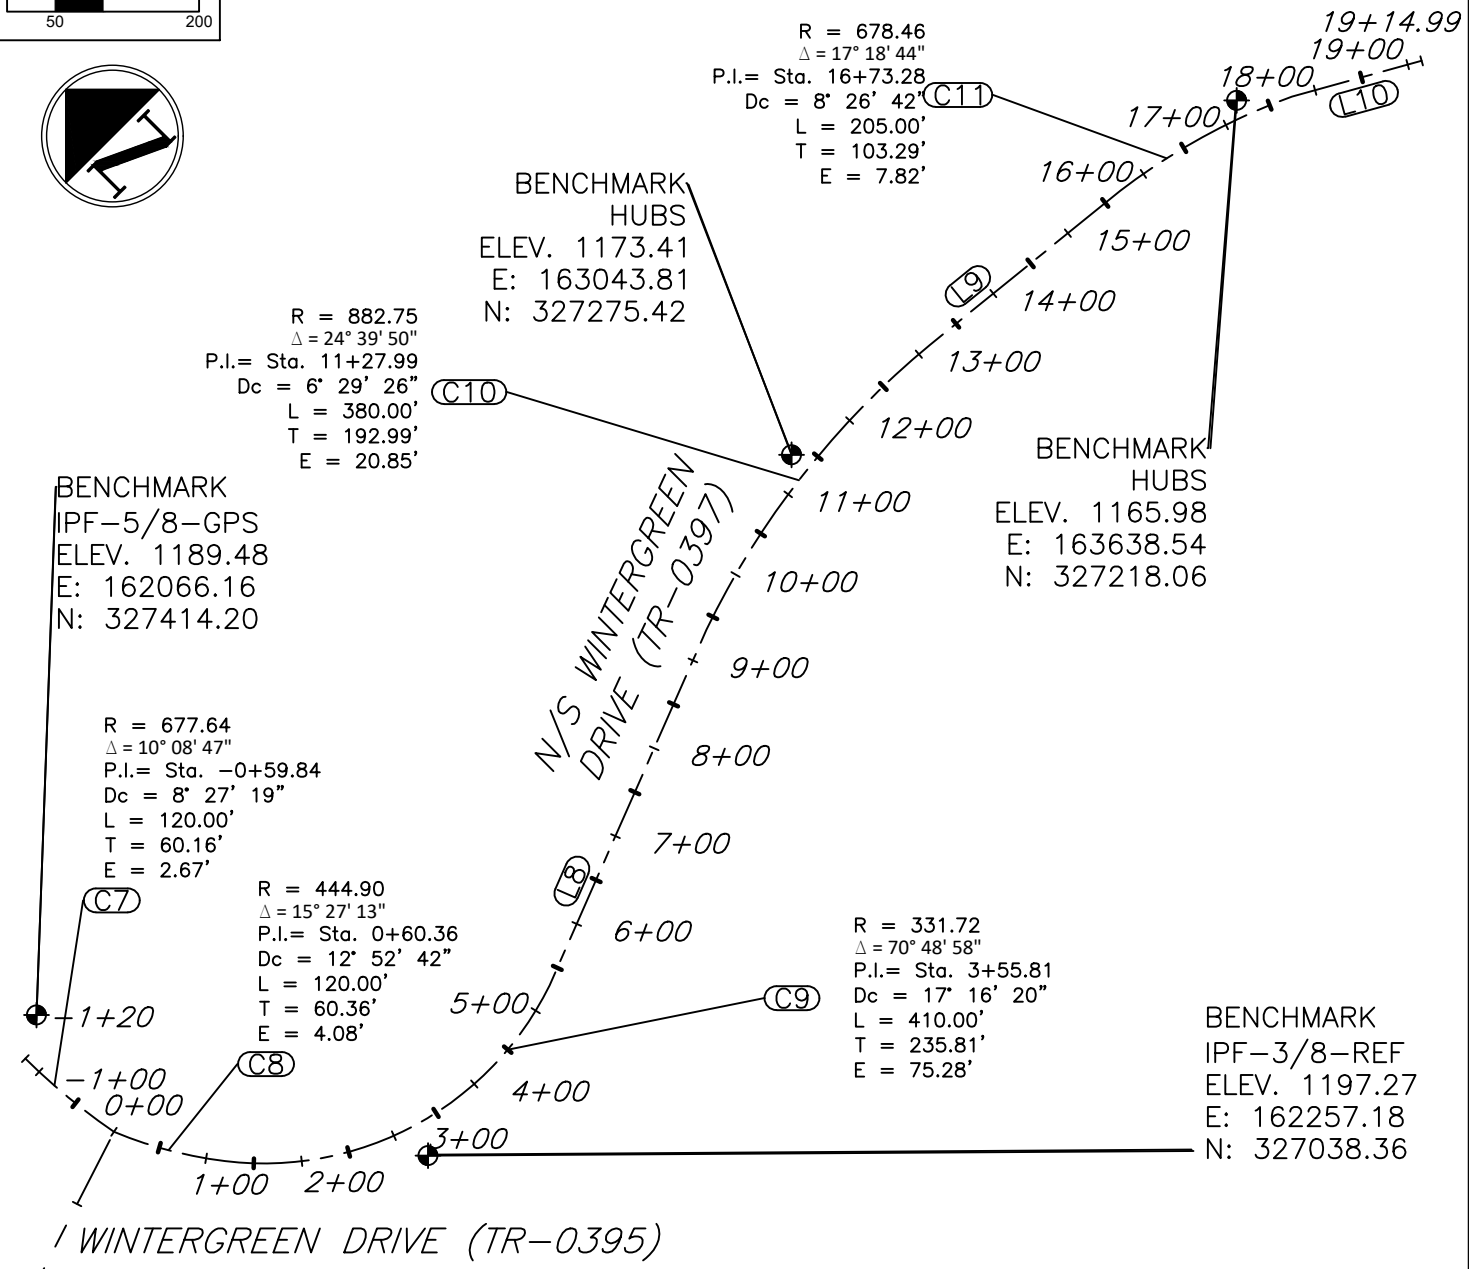 50 200
19+14.99
19+00
18+00
L10
17+00
16+00
15+00
14+00
L9
13+00
12+00
11+00
10+00
9+00
8+00
7+00
L8
6+00
5+00
4+00
3+00
2+00
1+00
0+00
-1+00
-1+20
R = 678.46
Δ = 17° 18' 44"
P.I.= Sta. 16+73.28
Dc = 8° 26' 42"
L = 205.00'
T = 103.29'
E = 7.82'
C11
BENCHMARK
HUBS
ELEV. 1173.41
E: 163043.81
N: 327275.42
R = 882.75
Δ = 24° 39' 50"
P.I.= Sta. 11+27.99
Dc = 6° 29' 26"
L = 380.00'
T = 192.99'
E = 20.85'
C10
BENCHMARK
HUBS
ELEV. 1165.98
E: 163638.54
N: 327218.06
BENCHMARK
IPF-5/8-GPS
ELEV. 1189.48
E: 162066.16
N: 327414.20
N/S WINTERGREEN
DRIVE (TR-0397)
R = 677.64
Δ = 10° 08' 47"
P.I.= Sta. -0+59.84
Dc = 8° 27' 19"
L = 120.00'
T = 60.16'
E = 2.67'
C7
R = 444.90
Δ = 15° 27' 13"
P.I.= Sta. 0+60.36
Dc = 12° 52' 42"
L = 120.00'
T = 60.36'
E = 4.08'
C8
R = 331.72
Δ = 70° 48' 58"
P.I.= Sta. 3+55.81
Dc = 17° 16' 20"
L = 410.00'
T = 235.81'
E = 75.28'
C9
BENCHMARK
IPF-3/8-REF
ELEV. 1197.27
E: 162257.18
N: 327038.36
WINTERGREEN DRIVE (TR-0395)